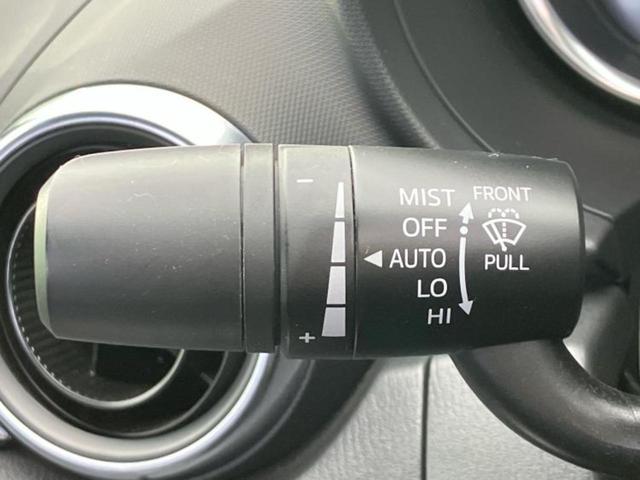 −
+
MIST
OFF
AUTO
LO
HI
FRONT
PULL